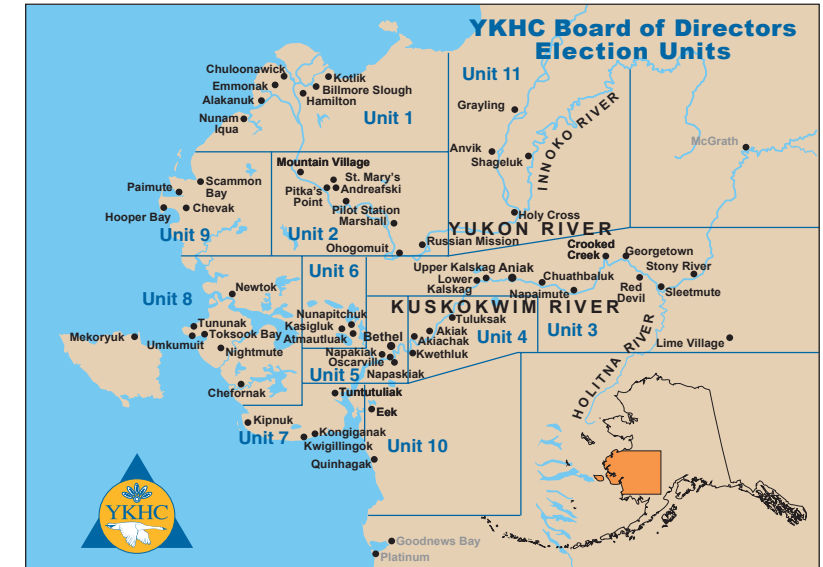 YKHC Board of Directors
Election Units
Chuloonawick
Emmonak
Alakanuk
Nunam
Iqua
Kotlik
Billmore Slough
Hamilton
Unit 1
Unit 11
Grayling
Anvik
Shageluk
INNOKO RIVER
McGrath
Holy Cross
YUKON RIVER
Mountain Village
St. Mary's
Pitka's
Point
Andreafski
Pilot Station
Marshall
Unit 2
Ohogomuit
Russian Mission
Scammon
Bay
Paimute
Chevak
Hooper Bay
Unit 9
Unit 6
Unit 8
Newtok
Upper Kalskag
Aniak
Lower
Kalskag
Chuathbaluk
Napaimute
Crooked
Creek
Georgetown
Stony River
Red
Devil
Sleetmute
KUSKOKWIM RIVER
Nunapitchuk
Kasigluk
Atmautluak
Bethel
Tuluksak
Akiak
Akiachak
Kwethluk
Unit 4
Unit 3
Lime Village
Mekoryuk
Tununak
Toksook Bay
Umkumuit
Nightmute
Chefornak
Napakiak
Oscarville
Napaskiak
Unit 5
HOLITNA RIVER
Tuntutuliak
Eek
Kipnuk
Unit 7
Kongiganak
Kwigillingok
Unit 10
Quinhagak
YKHC
Goodnews Bay
Platinum